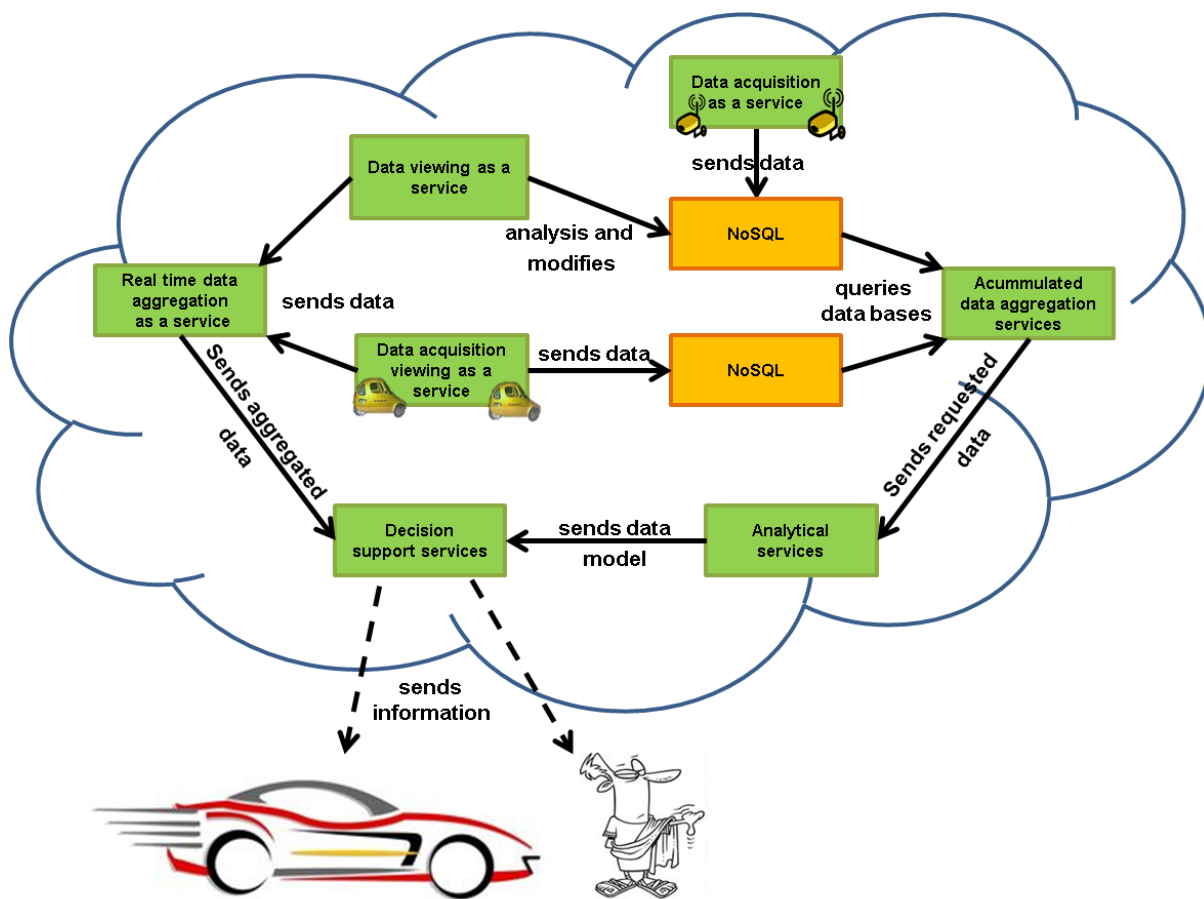 Data acquisition
as a service
sends data
Data viewing as a
service
analysis and
modifies
NoSQL
Real time data
aggregation
as a service
sends data
queries
data bases
Acummulated
data aggregation
services
Data acquisition
viewing as a
service
sends data
NoSQL
Sends aggregated
data
Sends requested
data
Decision
support services
sends data
model
Analytical
services
sends
information